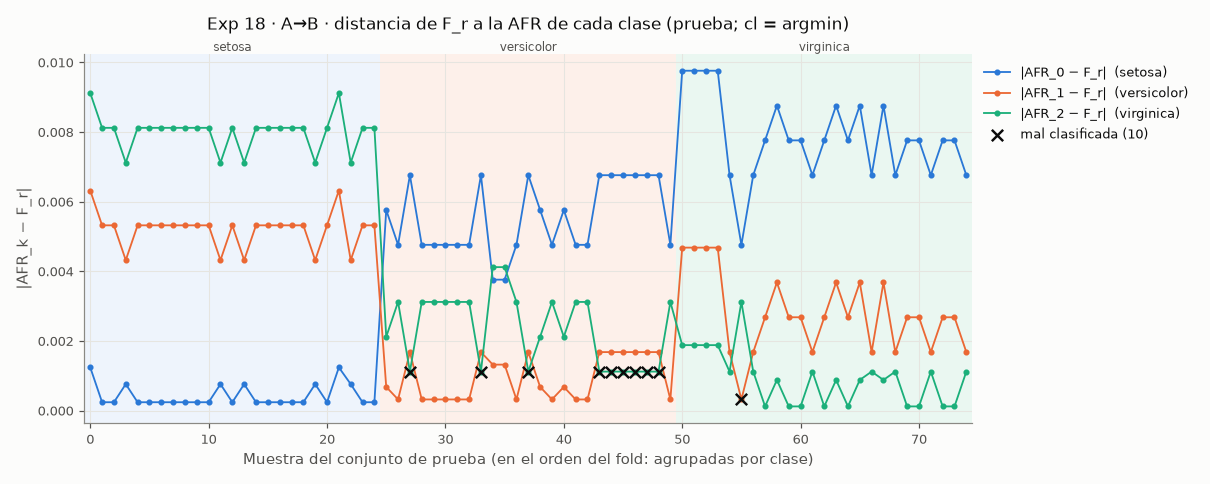 Exp 18 · A→B · distancia de F_r a la AFR de cada clase (prueba; cl = argmin)
setosa
versicolor
virginica
|AFR_0 − F_r| (setosa)
|AFR_1 − F_r| (versicolor)
|AFR_2 − F_r| (virginica)
mal clasificada (10)
|AFR_k − F_r|
0.010
0.008
0.006
0.004
0.002
0.000
0 10 20 30 40 50 60 70
Muestra del conjunto de prueba (en el orden del fold: agrupadas por clase)